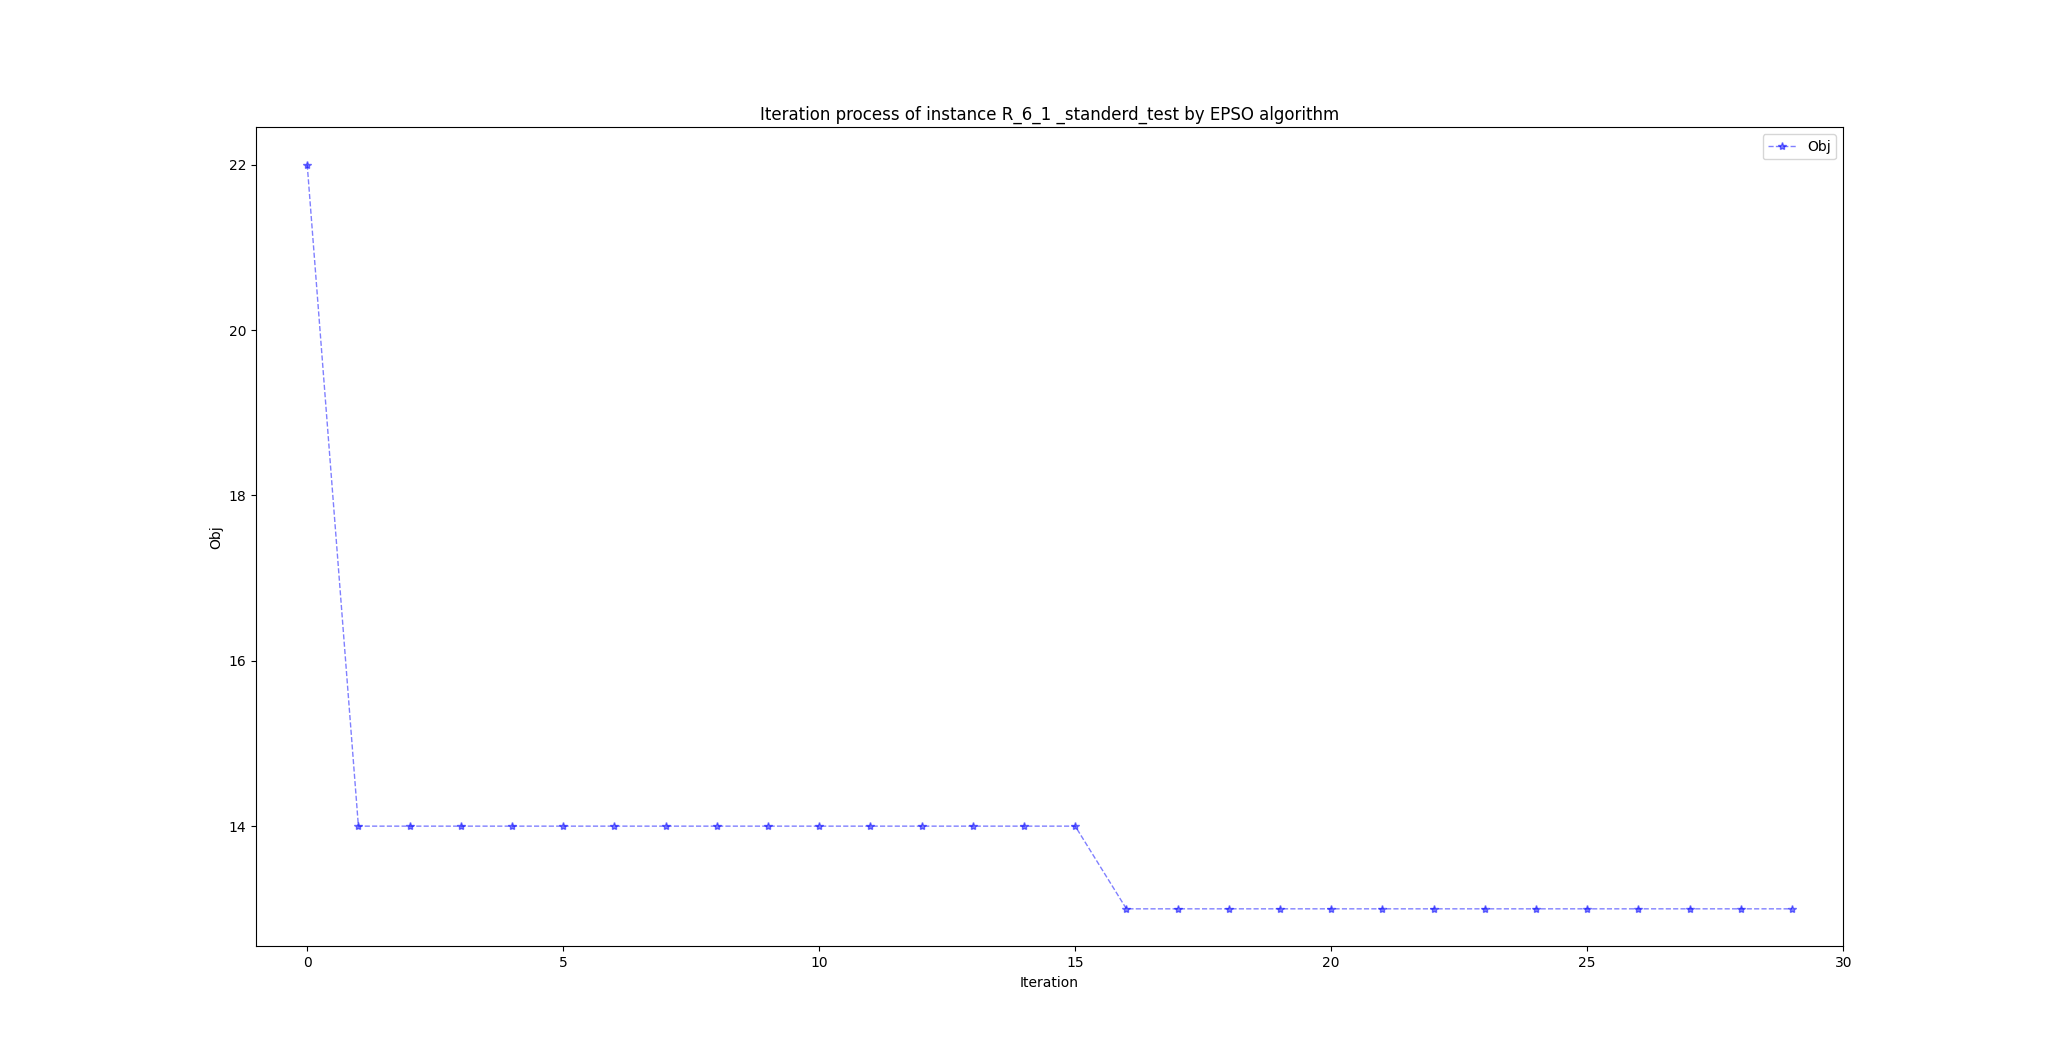 Iteration process of instance R_6_1 _standerd_test by EPSO algorithm
Obj
22
20
18
16
14
Obj
0 5 10 15 20 25 30
Iteration